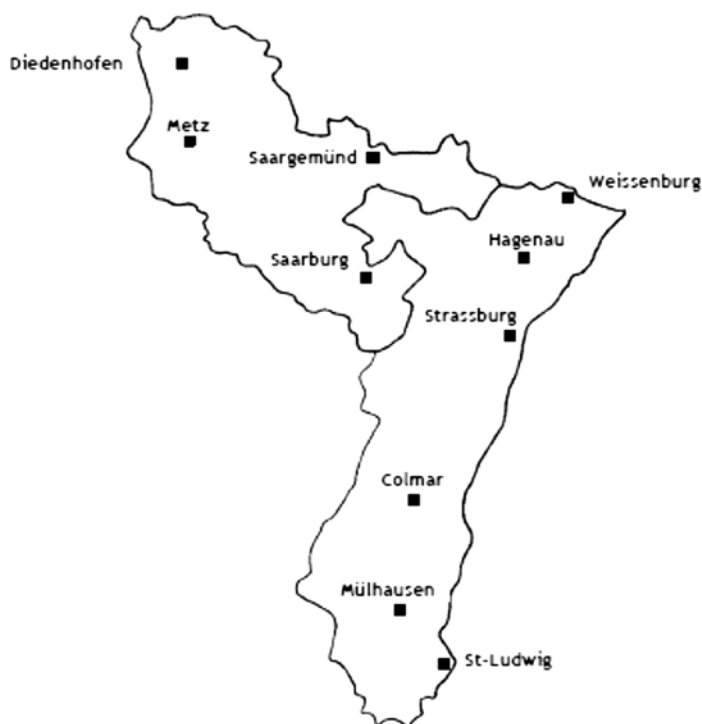 Diedenhofen
Metz
Saargemünd
Weissenburg
Hagenau
Saarburg
Strassburg
Colmar
Mülhausen
St-Ludwig